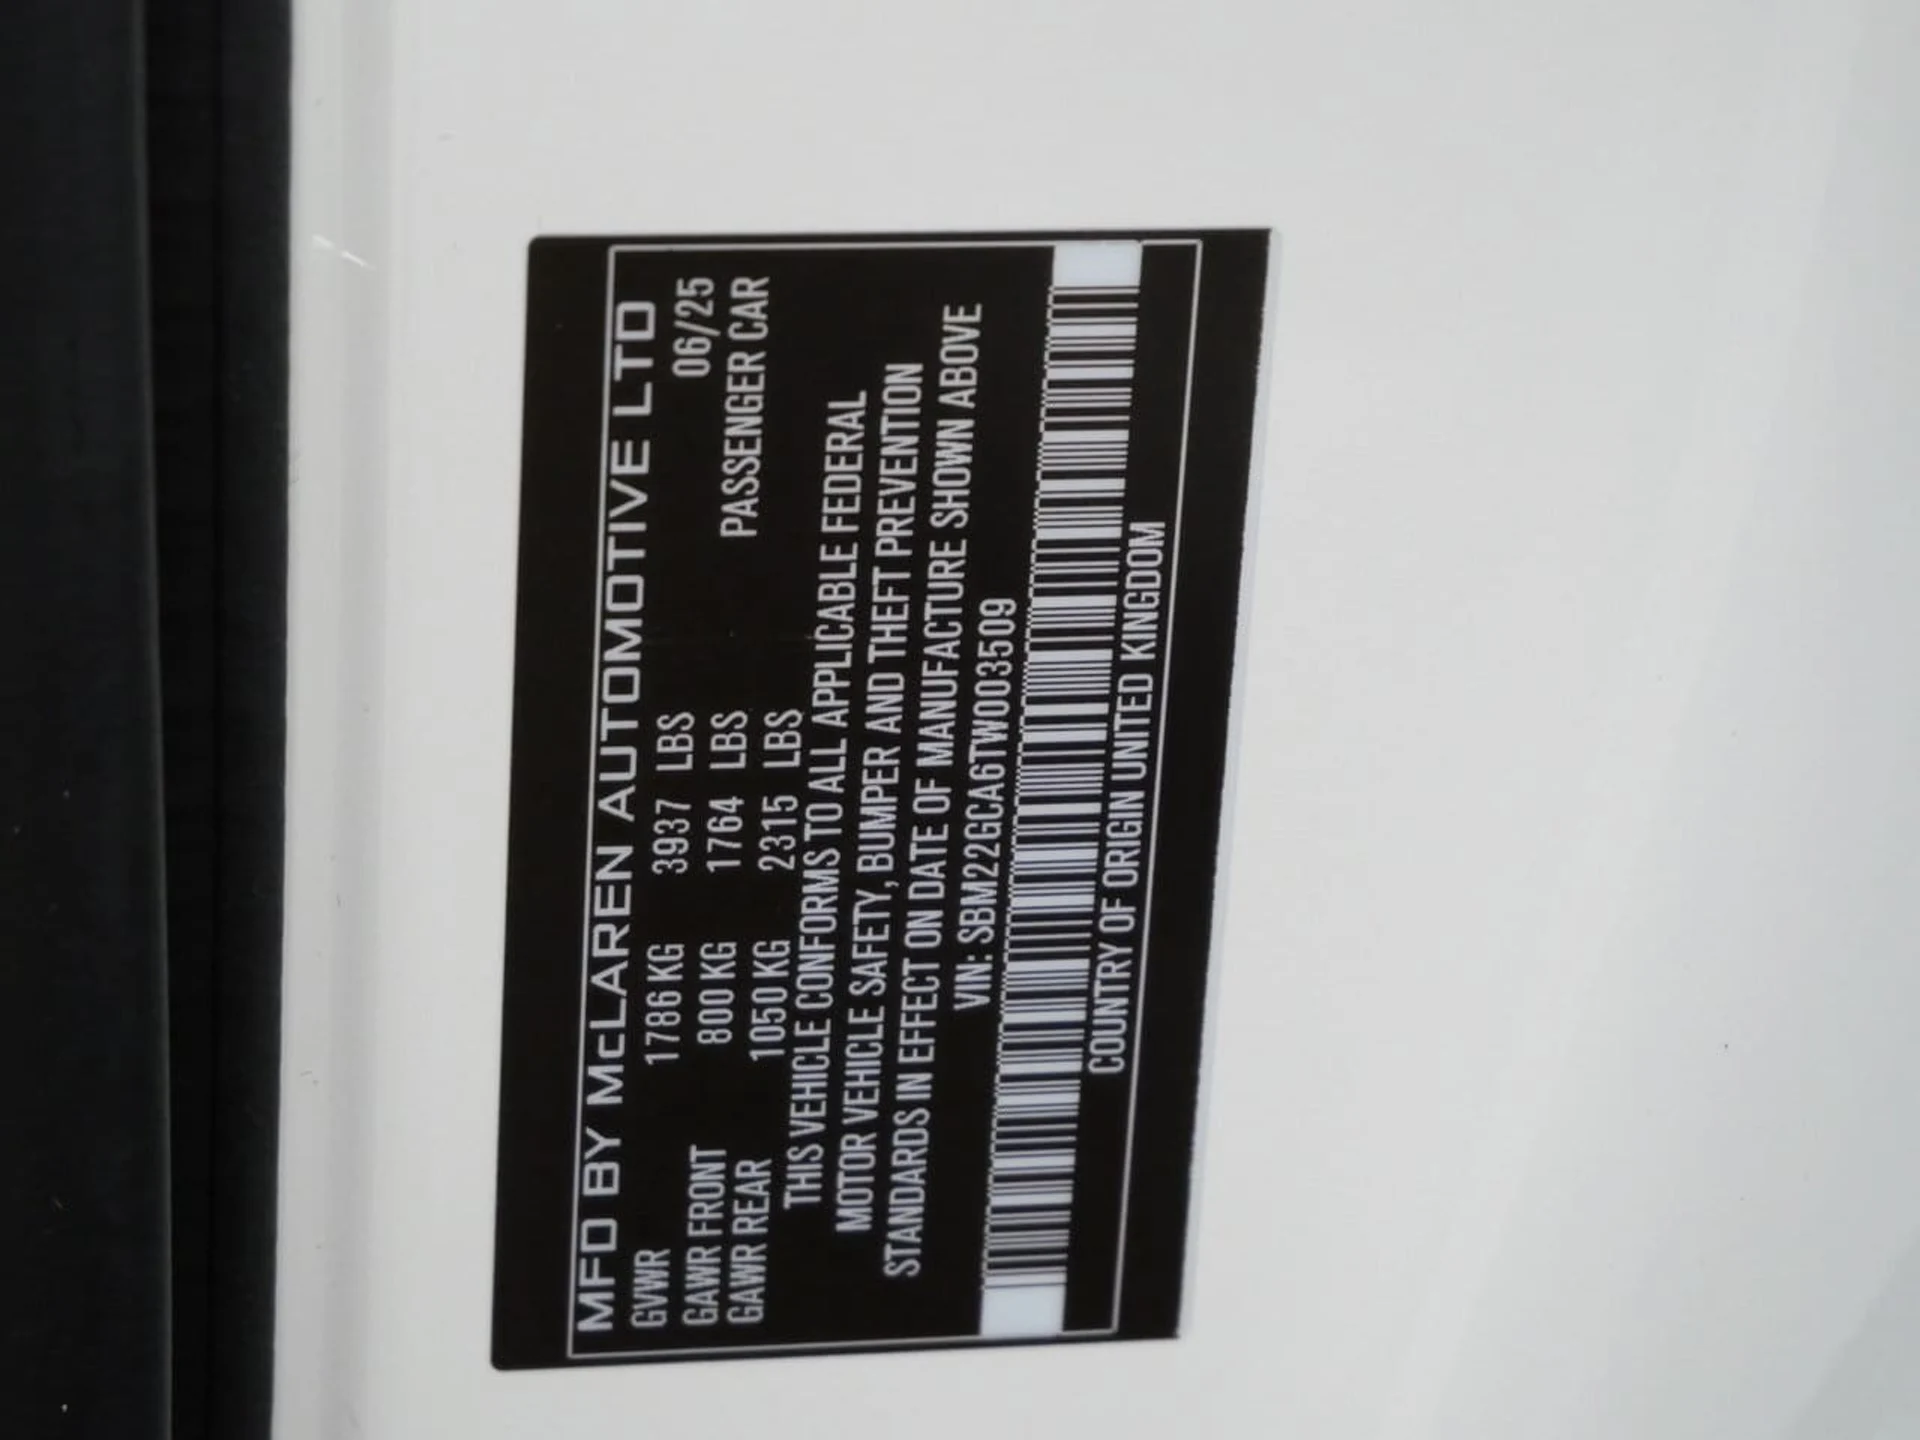 MFD BY McLAREN AUTOMOTIVE LTD
GVWR 1786 KG 3937 LBS 06/25
GAWR FRONT 800 KG 1764 LBS PASSENGER CAR
GAWR REAR 1050 KG 2315 LBS
THIS VEHICLE CONFORMS TO ALL APPLICABLE FEDERAL
MOTOR VEHICLE SAFETY, BUMPER AND THEFT PREVENTION
STANDARDS IN EFFECT ON DATE OF MANUFACTURE SHOWN ABOVE
VIN: SBM22GCA6TW003509
COUNTRY OF ORIGIN UNITED KINGDOM